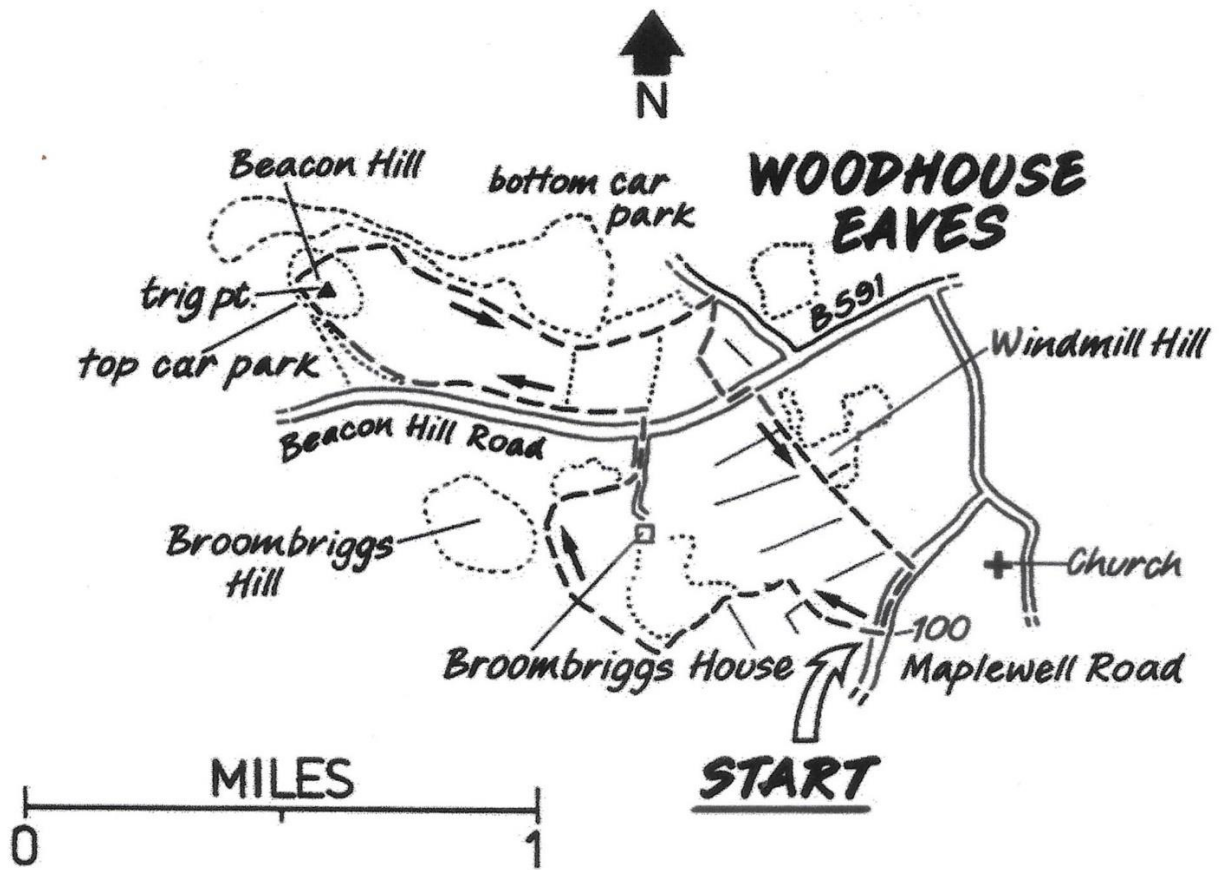 N
Beacon Hill
bottom car
park
WOODHOUSE
EAVES
B591
trig pt.
top car park
Windmill Hill
Beacon Hill Road
Broombriggs
Hill
Church
100
Broombriggs House
Maplewell Road
START
MILES
0 1